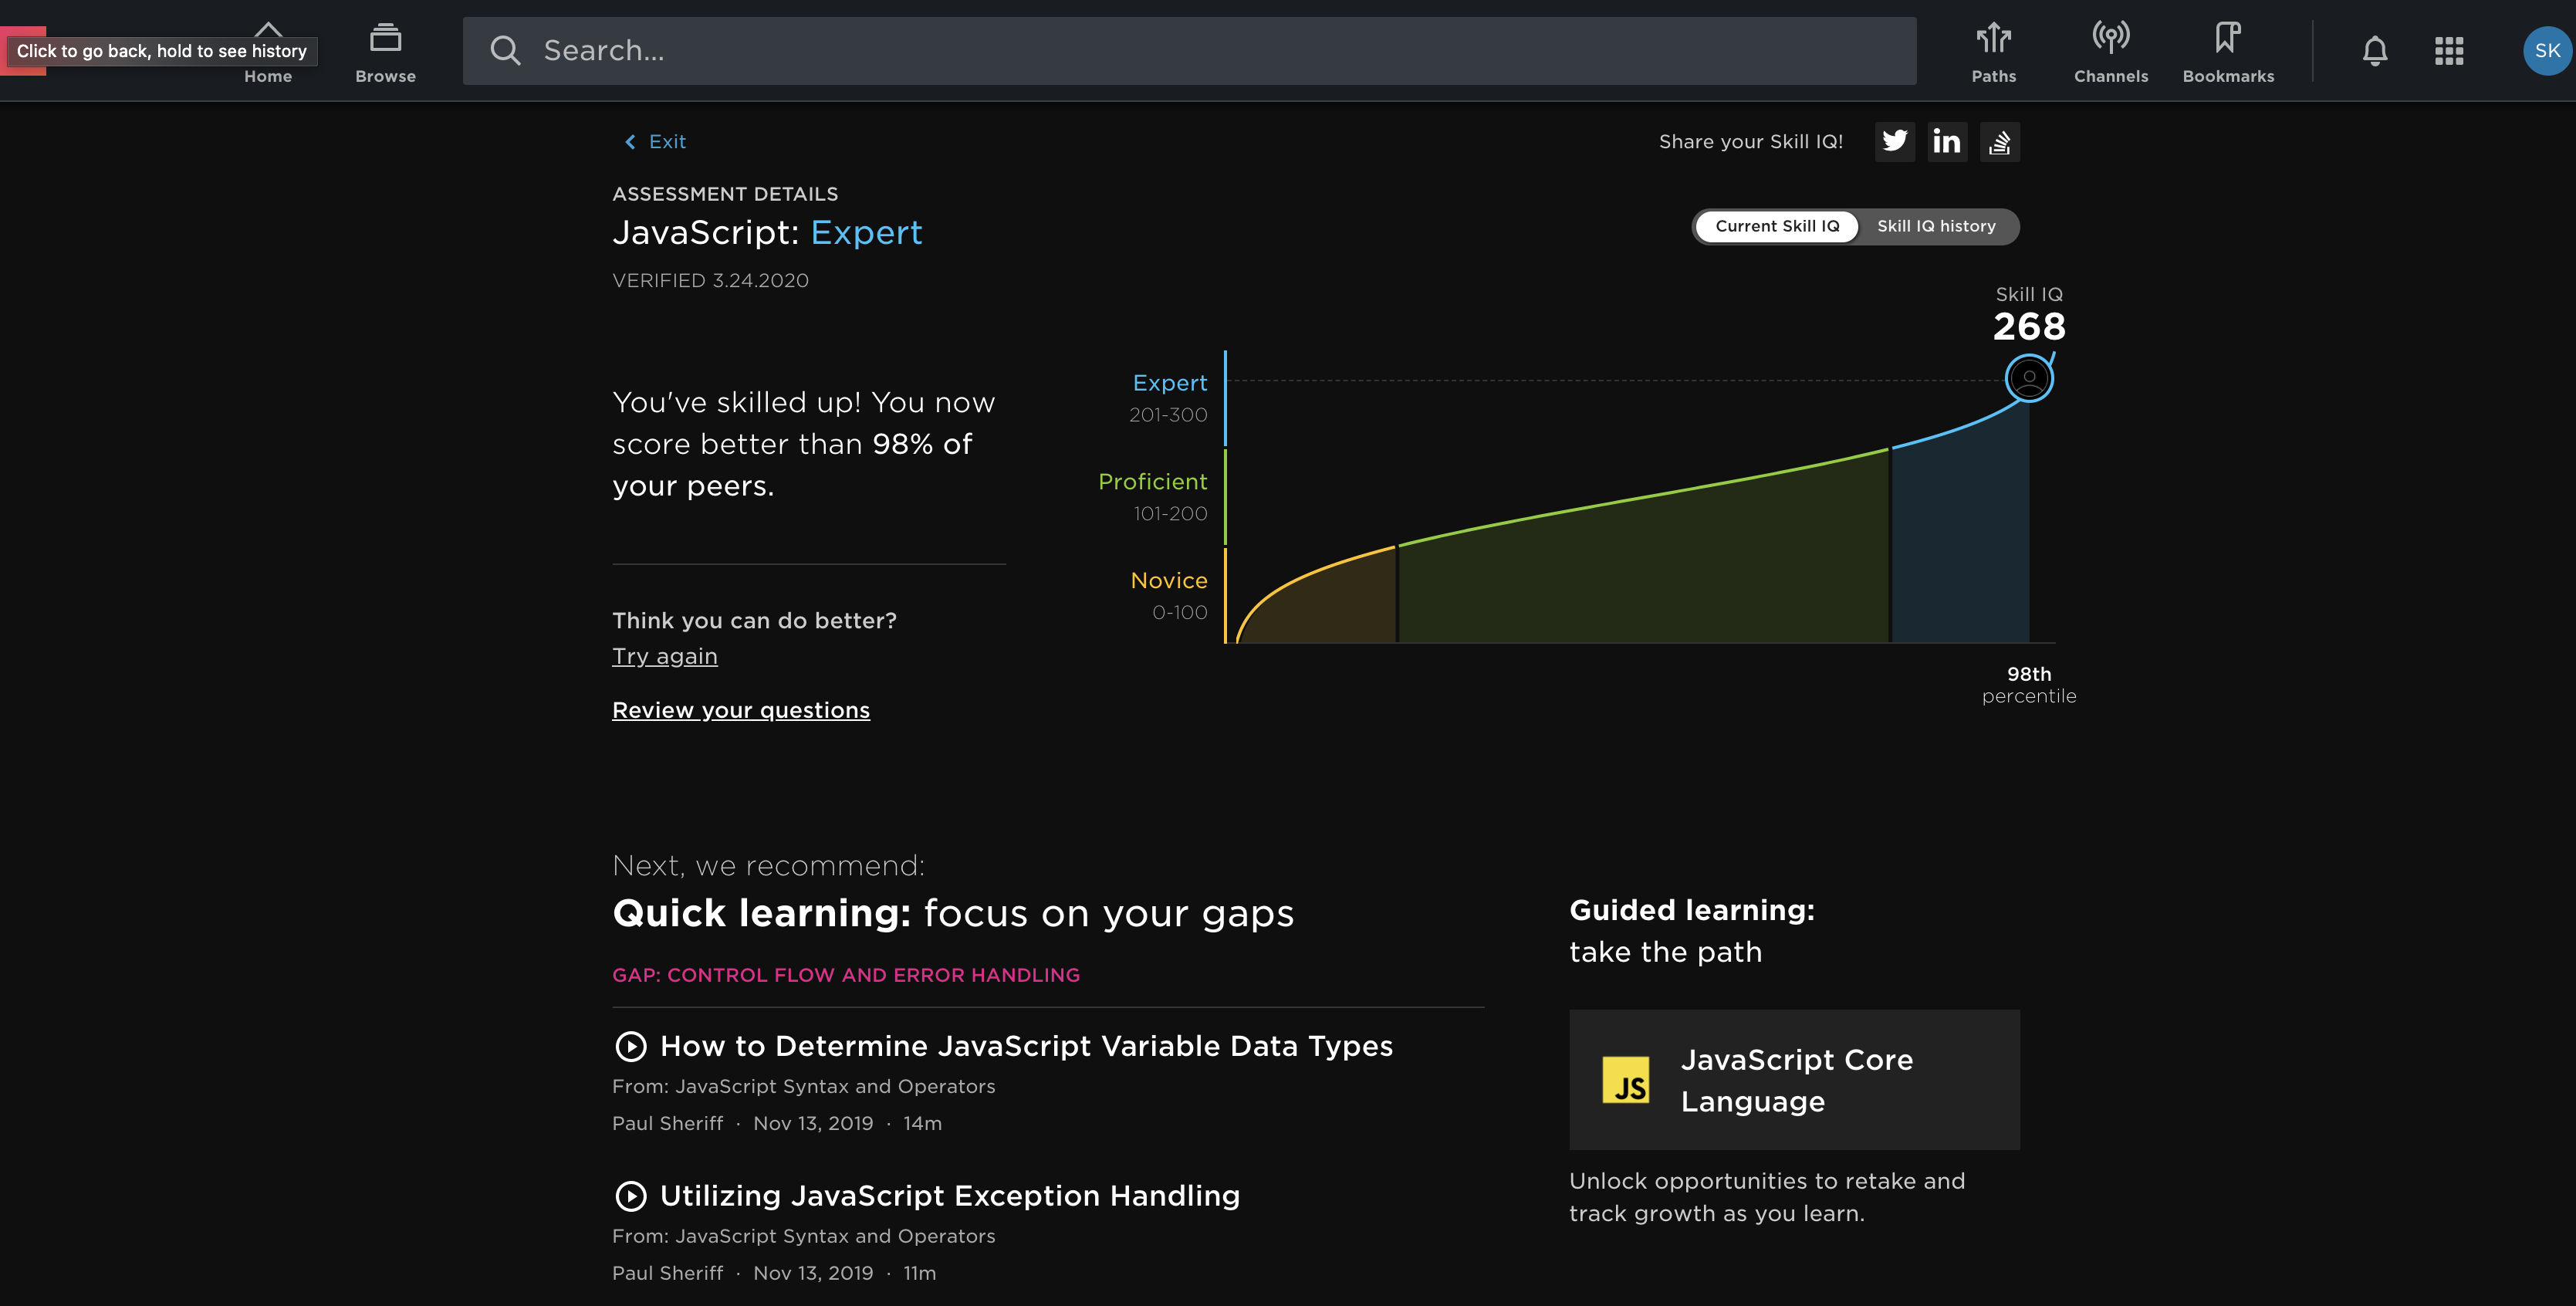 Click to go back, hold to see history
Home
Browse
Search...
Paths
Channels
Bookmarks
SK
Exit
Share your Skill IQ!
ASSESSMENT DETAILS
JavaScript: Expert
VERIFIED 3.24.2020
Current Skill IQ
Skill IQ history
You've skilled up! You now
score better than 98% of
your peers.
Think you can do better?
Try again
Review your questions
Skill IQ
268
Expert
201-300
Proficient
101-200
Novice
0-100
98th
percentile
Next, we recommend:
Quick learning: focus on your gaps
GAP: CONTROL FLOW AND ERROR HANDLING
How to Determine JavaScript Variable Data Types
From: JavaScript Syntax and Operators
Paul Sheriff · Nov 13, 2019 · 14m
Utilizing JavaScript Exception Handling
From: JavaScript Syntax and Operators
Paul Sheriff · Nov 13, 2019 · 11m
Guided learning:
take the path
JS
JavaScript Core
Language
Unlock opportunities to retake and
track growth as you learn.